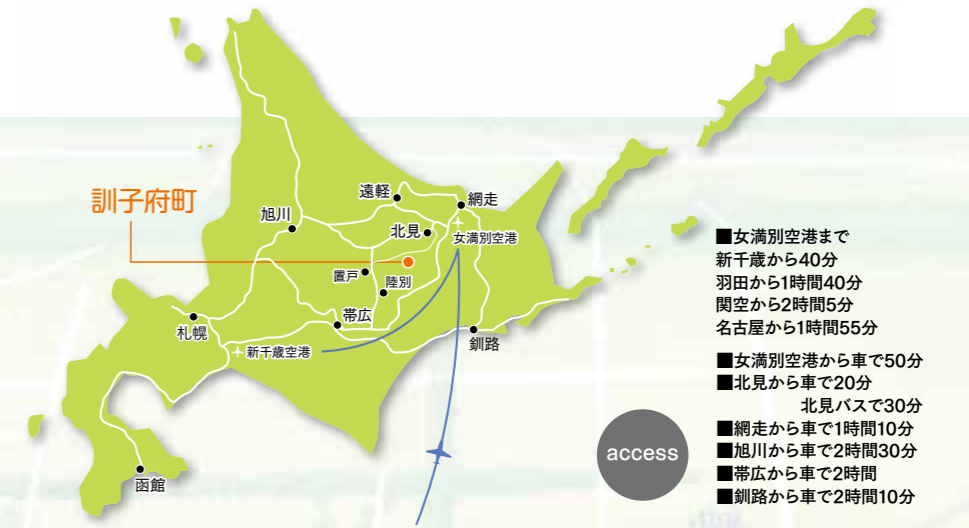 訓子府町
遠軽
網走
旭川
北見
女満別空港
置戸
陸別
帯広
札幌
新千歳空港
釧路
函館
■女満別空港まで
新千歳から40分
羽田から1時間40分
関空から2時間5分
名古屋から1時間55分
■女満別空港から車で50分
■北見から車で20分
北見バスで30分
■網走から車で1時間10分
■旭川から車で2時間30分
■帯広から車で2時間
■釧路から車で2時間10分
access